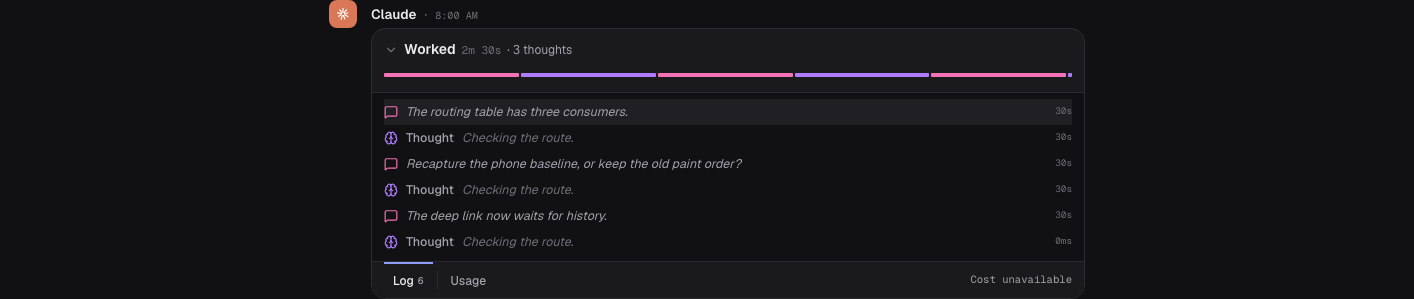 Claude · 8:00 AM
Worked 2m 30s · 3 thoughts
The routing table has three consumers. 30s
Thought Checking the route. 30s
Recapture the phone baseline, or keep the old paint order? 30s
Thought Checking the route. 30s
The deep link now waits for history. 30s
Thought Checking the route. 0ms
Log 6 Usage Cost unavailable